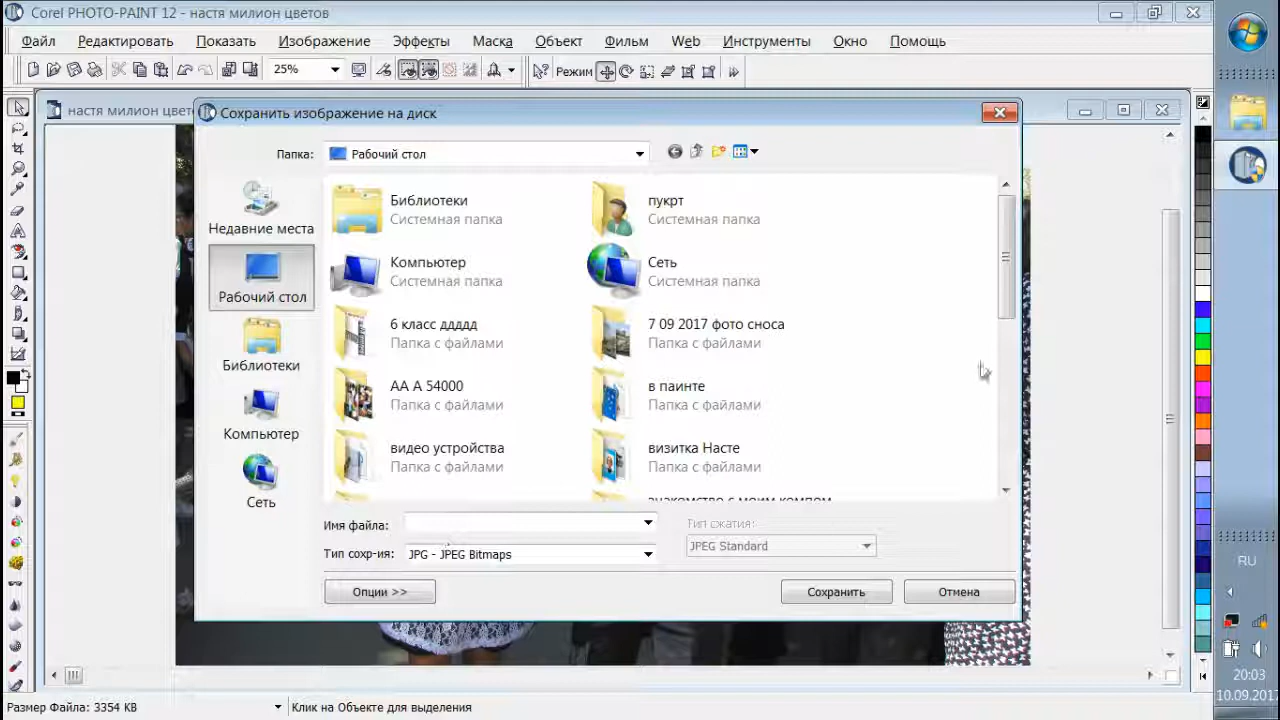 Corel PHOTO-PAINT 12 - настя милион цветов
Файл Редактировать Показать Изображение Эффекты Маска Объект Фильм Web Инструменты Окно Помощь
25% Режим
настя милион цвето
Сохранить изображение на диск
Папка: Рабочий стол
Недавние места
Рабочий стол
Библиотеки
Компьютер
Сеть
Библиотеки
Системная папка
пукрт
Системная папка
Компьютер
Системная папка
Сеть
Системная папка
6 класс ддддд
Папка с файлами
7 09 2017 фото сноса
Папка с файлами
АА А 54000
Папка с файлами
в паинте
Папка с файлами
видео устройства
Папка с файлами
визитка Насте
Папка с файлами
знакомство с моим компом
Имя файла:
Тип сжатия:
Тип сохр-ия: JPG - JPEG Bitmaps
JPEG Standard
Опции >> Сохранить Отмена
RU
20:03
10.09.2017
Размер Файла: 3354 KB Клик на Объекте для выделения